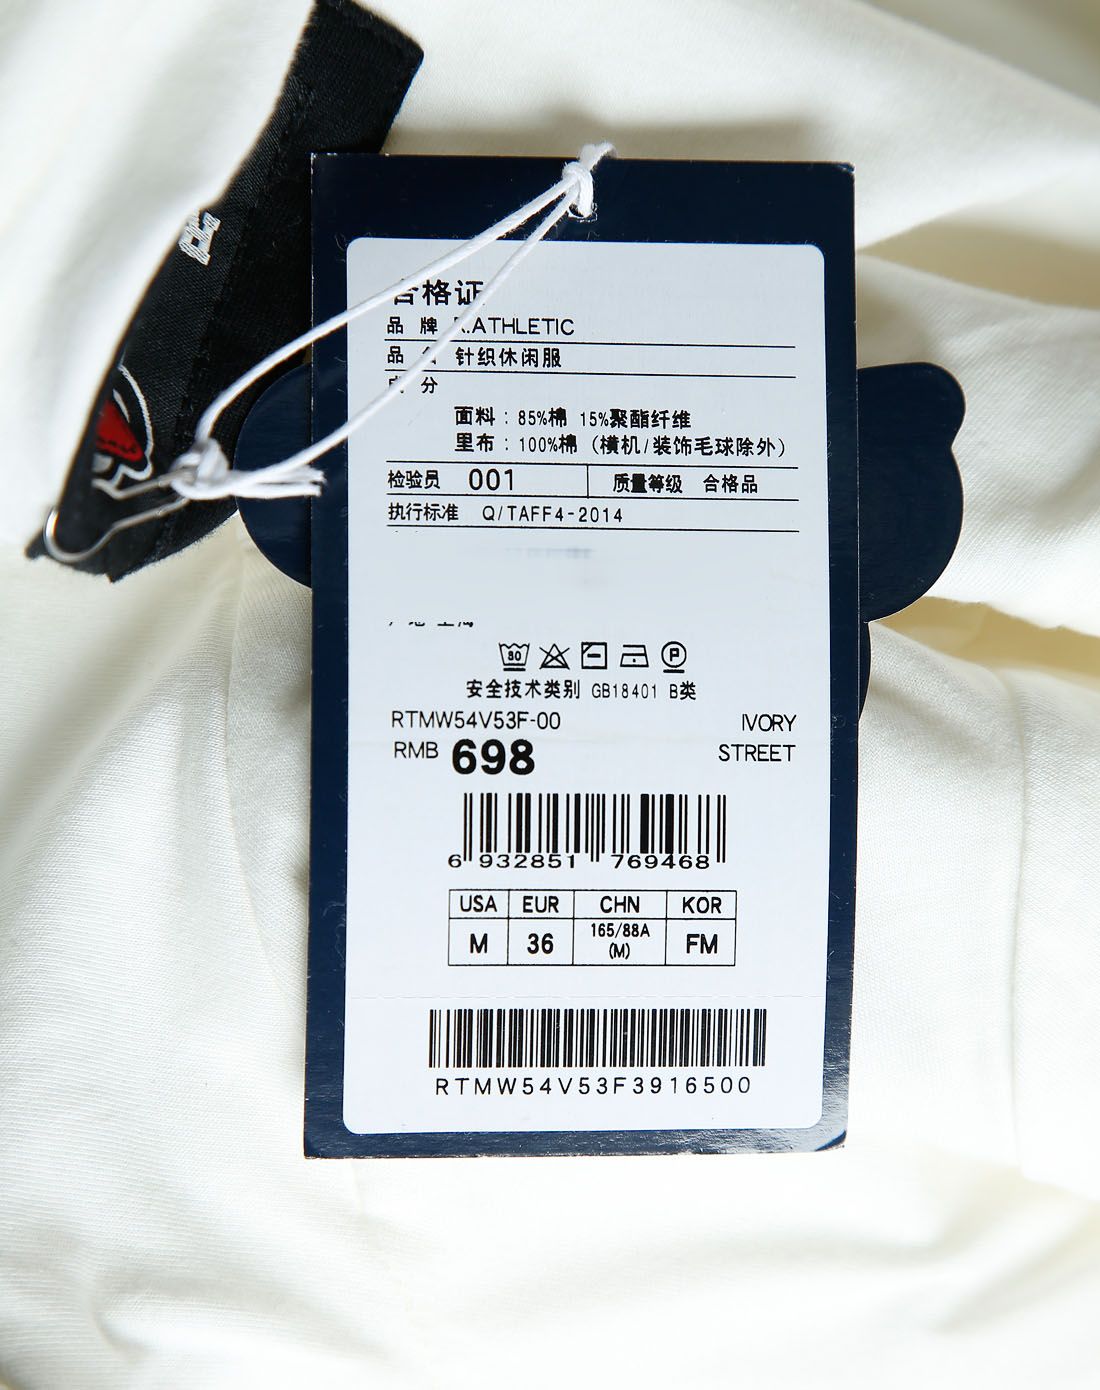 合格证
品 牌 R.ATHLETIC
品 名 针织休闲服
成 分
面料：85%棉 15%聚酯纤维
里布：100%棉（横机/装饰毛球除外）
检验员 001 质量等级 合格品
执行标准 Q/TAFF4-2014
30 P
安全技术类别 GB18401 B类
RTMW54V53F-00 IVORY
RMB 698 STREET
6 932851 769468
USA EUR CHN KOR
M 36 165/88A (M) FM
RTMW54V53F3916500